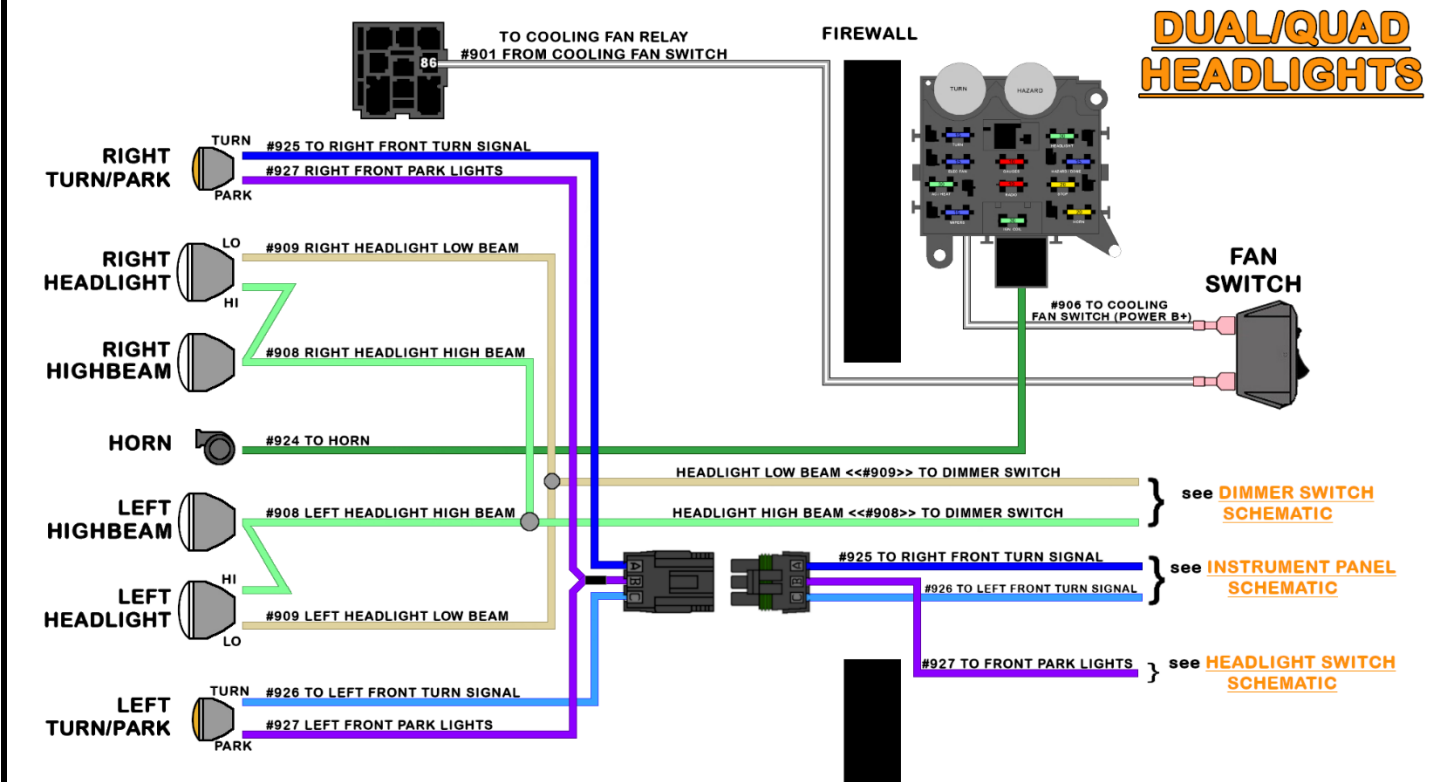 DUAL/QUAD
HEADLIGHTS
TO COOLING FAN RELAY
#901 FROM COOLING FAN SWITCH
86
FIREWALL
TURN
HAZARD
TURN
HEADLIGHT
RADIO
STOP
HORN
FAN
SWITCH
#906 TO COOLING
FAN SWITCH (POWER B+)
RIGHT
TURN/PARK
TURN
PARK
#925 TO RIGHT FRONT TURN SIGNAL
#927 RIGHT FRONT PARK LIGHTS
RIGHT
HEADLIGHT
LO
HI
#909 RIGHT HEADLIGHT LOW BEAM
RIGHT
HIGHBEAM
#908 RIGHT HEADLIGHT HIGH BEAM
HORN
#924 TO HORN
HEADLIGHT LOW BEAM <<#909>> TO DIMMER SWITCH
HEADLIGHT HIGH BEAM <<#908>> TO DIMMER SWITCH
see DIMMER SWITCH
SCHEMATIC
LEFT
HIGHBEAM
#908 LEFT HEADLIGHT HIGH BEAM
LEFT
HEADLIGHT
HI
LO
#909 LEFT HEADLIGHT LOW BEAM
A
B
C
A
B
C
#925 TO RIGHT FRONT TURN SIGNAL
#926 TO LEFT FRONT TURN SIGNAL
see INSTRUMENT PANEL
SCHEMATIC
#927 TO FRONT PARK LIGHTS
see HEADLIGHT SWITCH
SCHEMATIC
LEFT
TURN/PARK
TURN
PARK
#926 TO LEFT FRONT TURN SIGNAL
#927 LEFT FRONT PARK LIGHTS